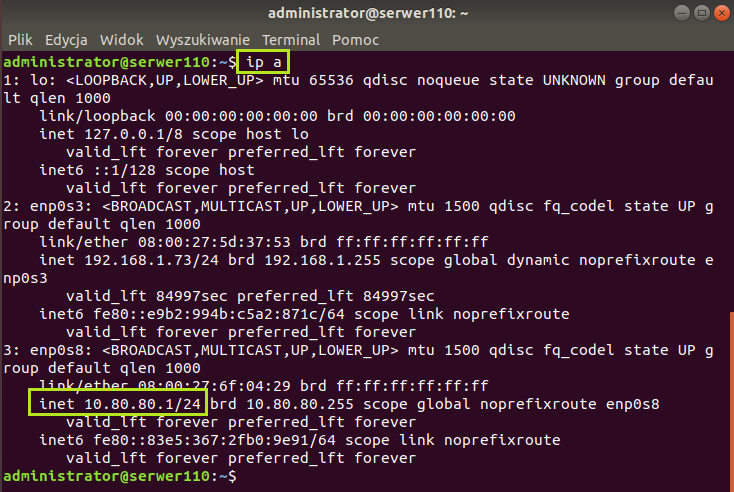 administrator@serwer110: ~
Plik Edycja Widok Wyszukiwanie Terminal Pomoc
administrator@serwer110:~$ ip a
1: lo: <LOOPBACK,UP,LOWER_UP> mtu 65536 qdisc noqueue state UNKNOWN group defau
lt qlen 1000
    link/loopback 00:00:00:00:00:00 brd 00:00:00:00:00:00
    inet 127.0.0.1/8 scope host lo
       valid_lft forever preferred_lft forever
    inet6 ::1/128 scope host
       valid_lft forever preferred_lft forever
2: enp0s3: <BROADCAST,MULTICAST,UP,LOWER_UP> mtu 1500 qdisc fq_codel state UP g
roup default qlen 1000
    link/ether 08:00:27:5d:37:53 brd ff:ff:ff:ff:ff:ff
    inet 192.168.1.73/24 brd 192.168.1.255 scope global dynamic noprefixroute e
np0s3
       valid_lft 84997sec preferred_lft 84997sec
    inet6 fe80::e9b2:994b:c5a2:871c/64 scope link noprefixroute
       valid_lft forever preferred_lft forever
3: enp0s8: <BROADCAST,MULTICAST,UP,LOWER_UP> mtu 1500 qdisc fq_codel state UP g
roup default qlen 1000
    link/ether 08:00:27:6f:04:29 brd ff:ff:ff:ff:ff:ff
    inet 10.80.80.1/24 brd 10.80.80.255 scope global noprefixroute enp0s8
       valid_lft forever preferred_lft forever
    inet6 fe80::83e5:367:2fb0:9e91/64 scope link noprefixroute
       valid_lft forever preferred_lft forever
administrator@serwer110:~$